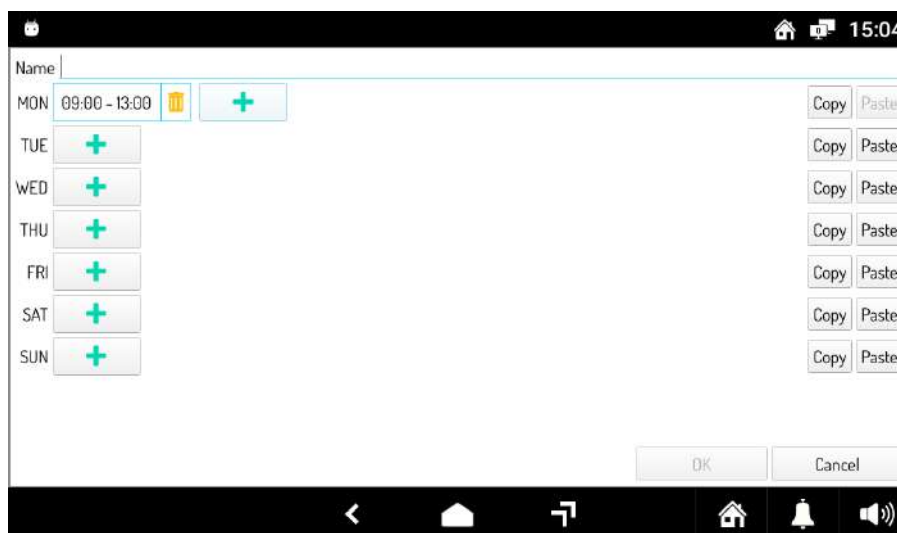 15:04
Name
MON 09:00 - 13:00 Copy Paste
TUE Copy Paste
WED Copy Paste
THU Copy Paste
FRI Copy Paste
SAT Copy Paste
SUN Copy Paste
OK Cancel